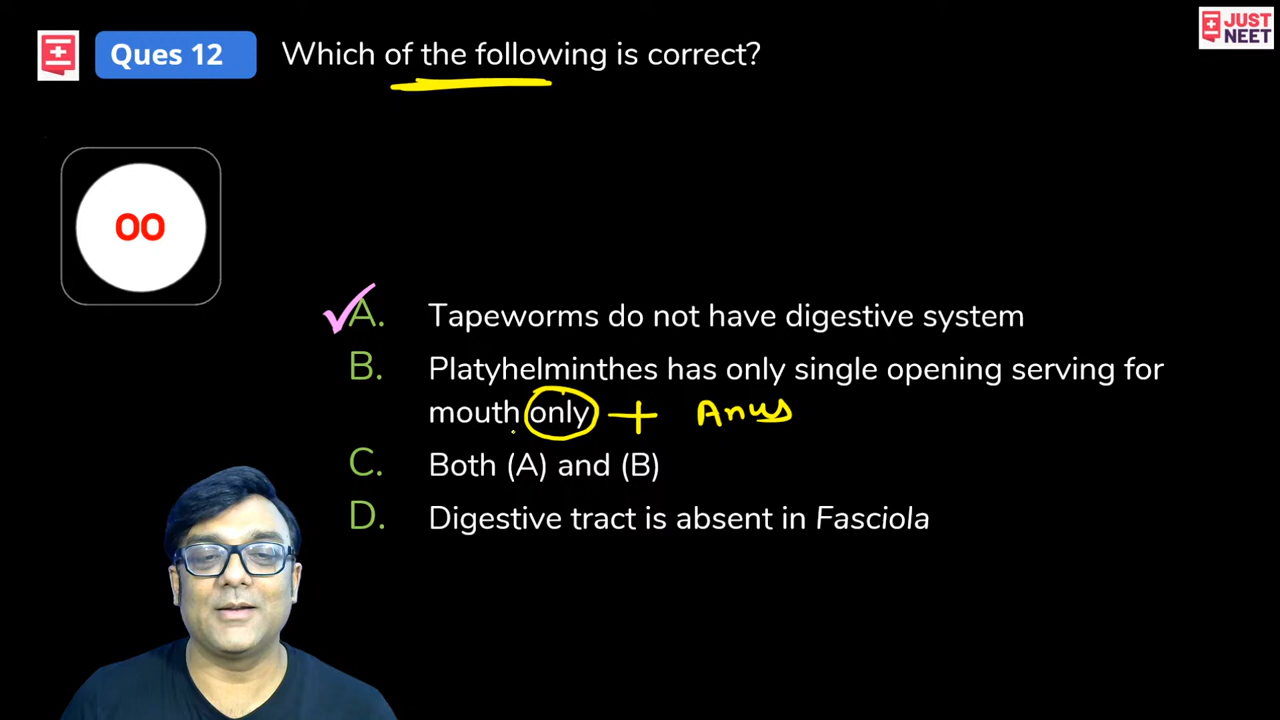 JUST
NEET
Ques 12
Which of the following is correct?
00
A. Tapeworms do not have digestive system
B. Platyhelminthes has only single opening serving for
mouth only + Anus
C. Both (A) and (B)
D. Digestive tract is absent in Fasciola